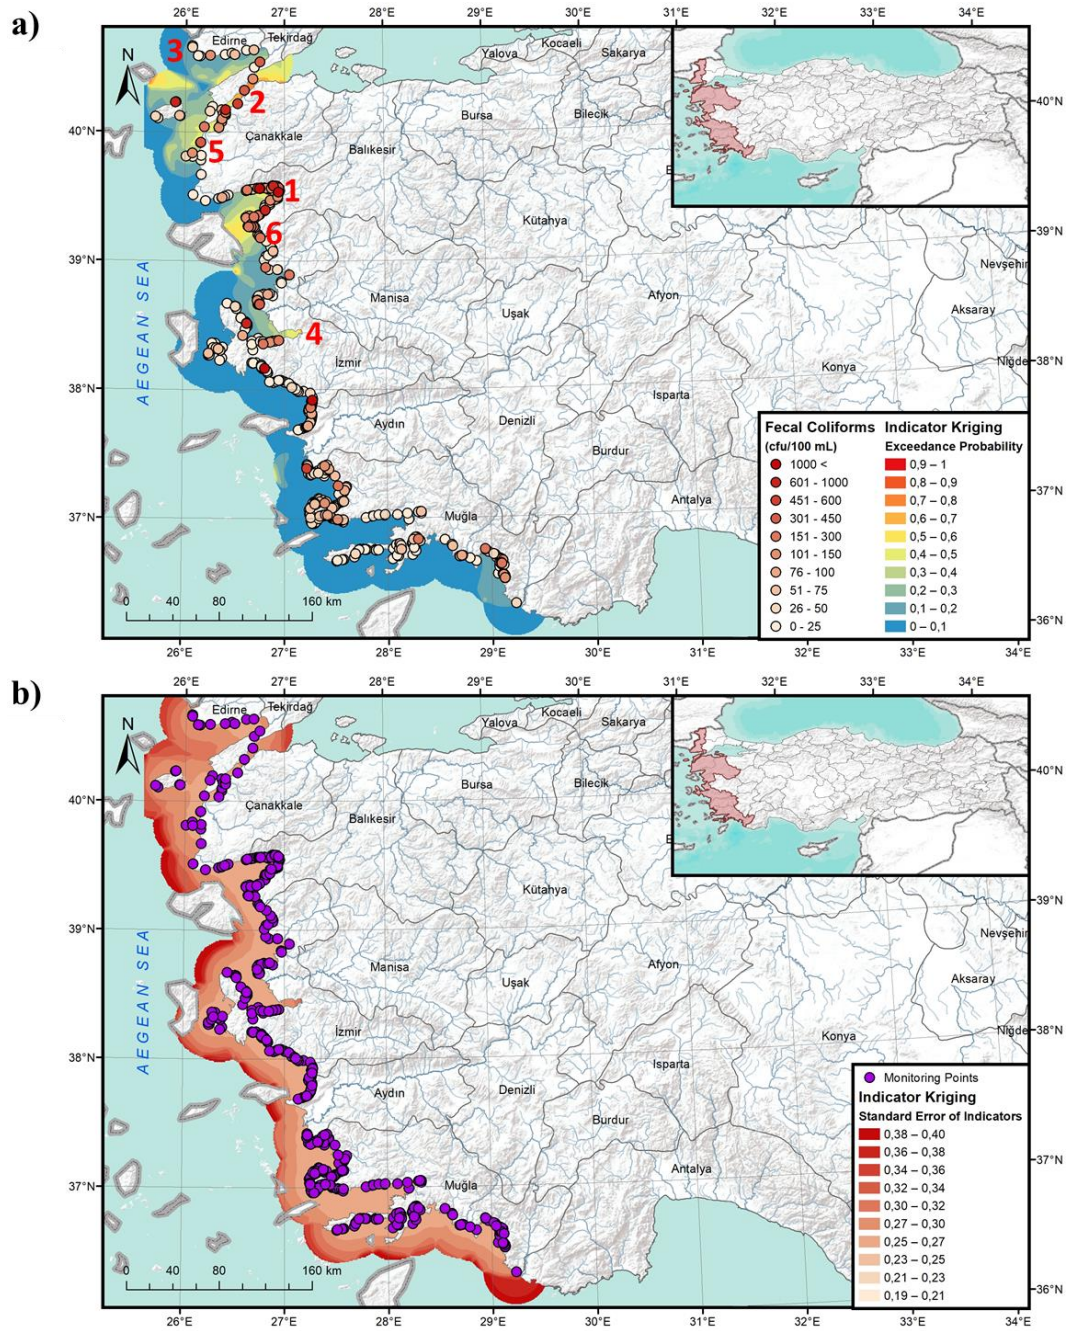 a)
26°E 27°E 28°E 29°E 30°E 31°E 32°E 33°E 34°E
3 Edirne Tekirdağ
Yalova Kocaeli Sakarya
N
2
40°N Çanakkale Bursa Bilecik 40°N
5 Balıkesir
1
Kütahya
6
39°N 39°N
Nevşehir
AEGEAN SEA
Manisa Afyon
Uşak Aksaray
4
İzmir Konya Niğde
38°N 38°N
Isparta
Aydın Denizli
Burdur
Antalya
37°N 37°N
Muğla
0 40 80 160 km
36°N
Fecal Coliforms
(cfu/100 mL)
1000 <
601 - 1000
451 - 600
301 - 450
151 - 300
101 - 150
76 - 100
51 - 75
26 - 50
0 - 25
Indicator Kriging
Exceedance Probability
0,9 – 1
0,8 – 0,9
0,7 – 0,8
0,6 – 0,7
0,5 – 0,6
0,4 – 0,5
0,3 – 0,4
0,2 – 0,3
0,1 – 0,2
0 – 0,1
26°E 27°E 28°E 29°E 30°E 31°E 32°E 33°E 34°E
b)
26°E 27°E 28°E 29°E 30°E 31°E 32°E 33°E 34°E
Edirne Tekirdağ
Yalova Kocaeli Sakarya
N
40°N Çanakkale Bursa Bilecik 40°N
Balıkesir
Kütahya
39°N 39°N
Nevşehir
AEGEAN SEA
Manisa Afyon
Uşak Aksaray
İzmir Konya Niğde
38°N 38°N
Isparta
Aydın Denizli
Burdur
Antalya
37°N 37°N
Muğla
0 40 80 160 km
36°N
Monitoring Points
Indicator Kriging
Standard Error of Indicators
0,38 – 0,40
0,36 – 0,38
0,34 – 0,36
0,32 – 0,34
0,30 – 0,32
0,27 – 0,30
0,25 – 0,27
0,23 – 0,25
0,21 – 0,23
0,19 – 0,21
26°E 27°E 28°E 29°E 30°E 31°E 32°E 33°E 34°E